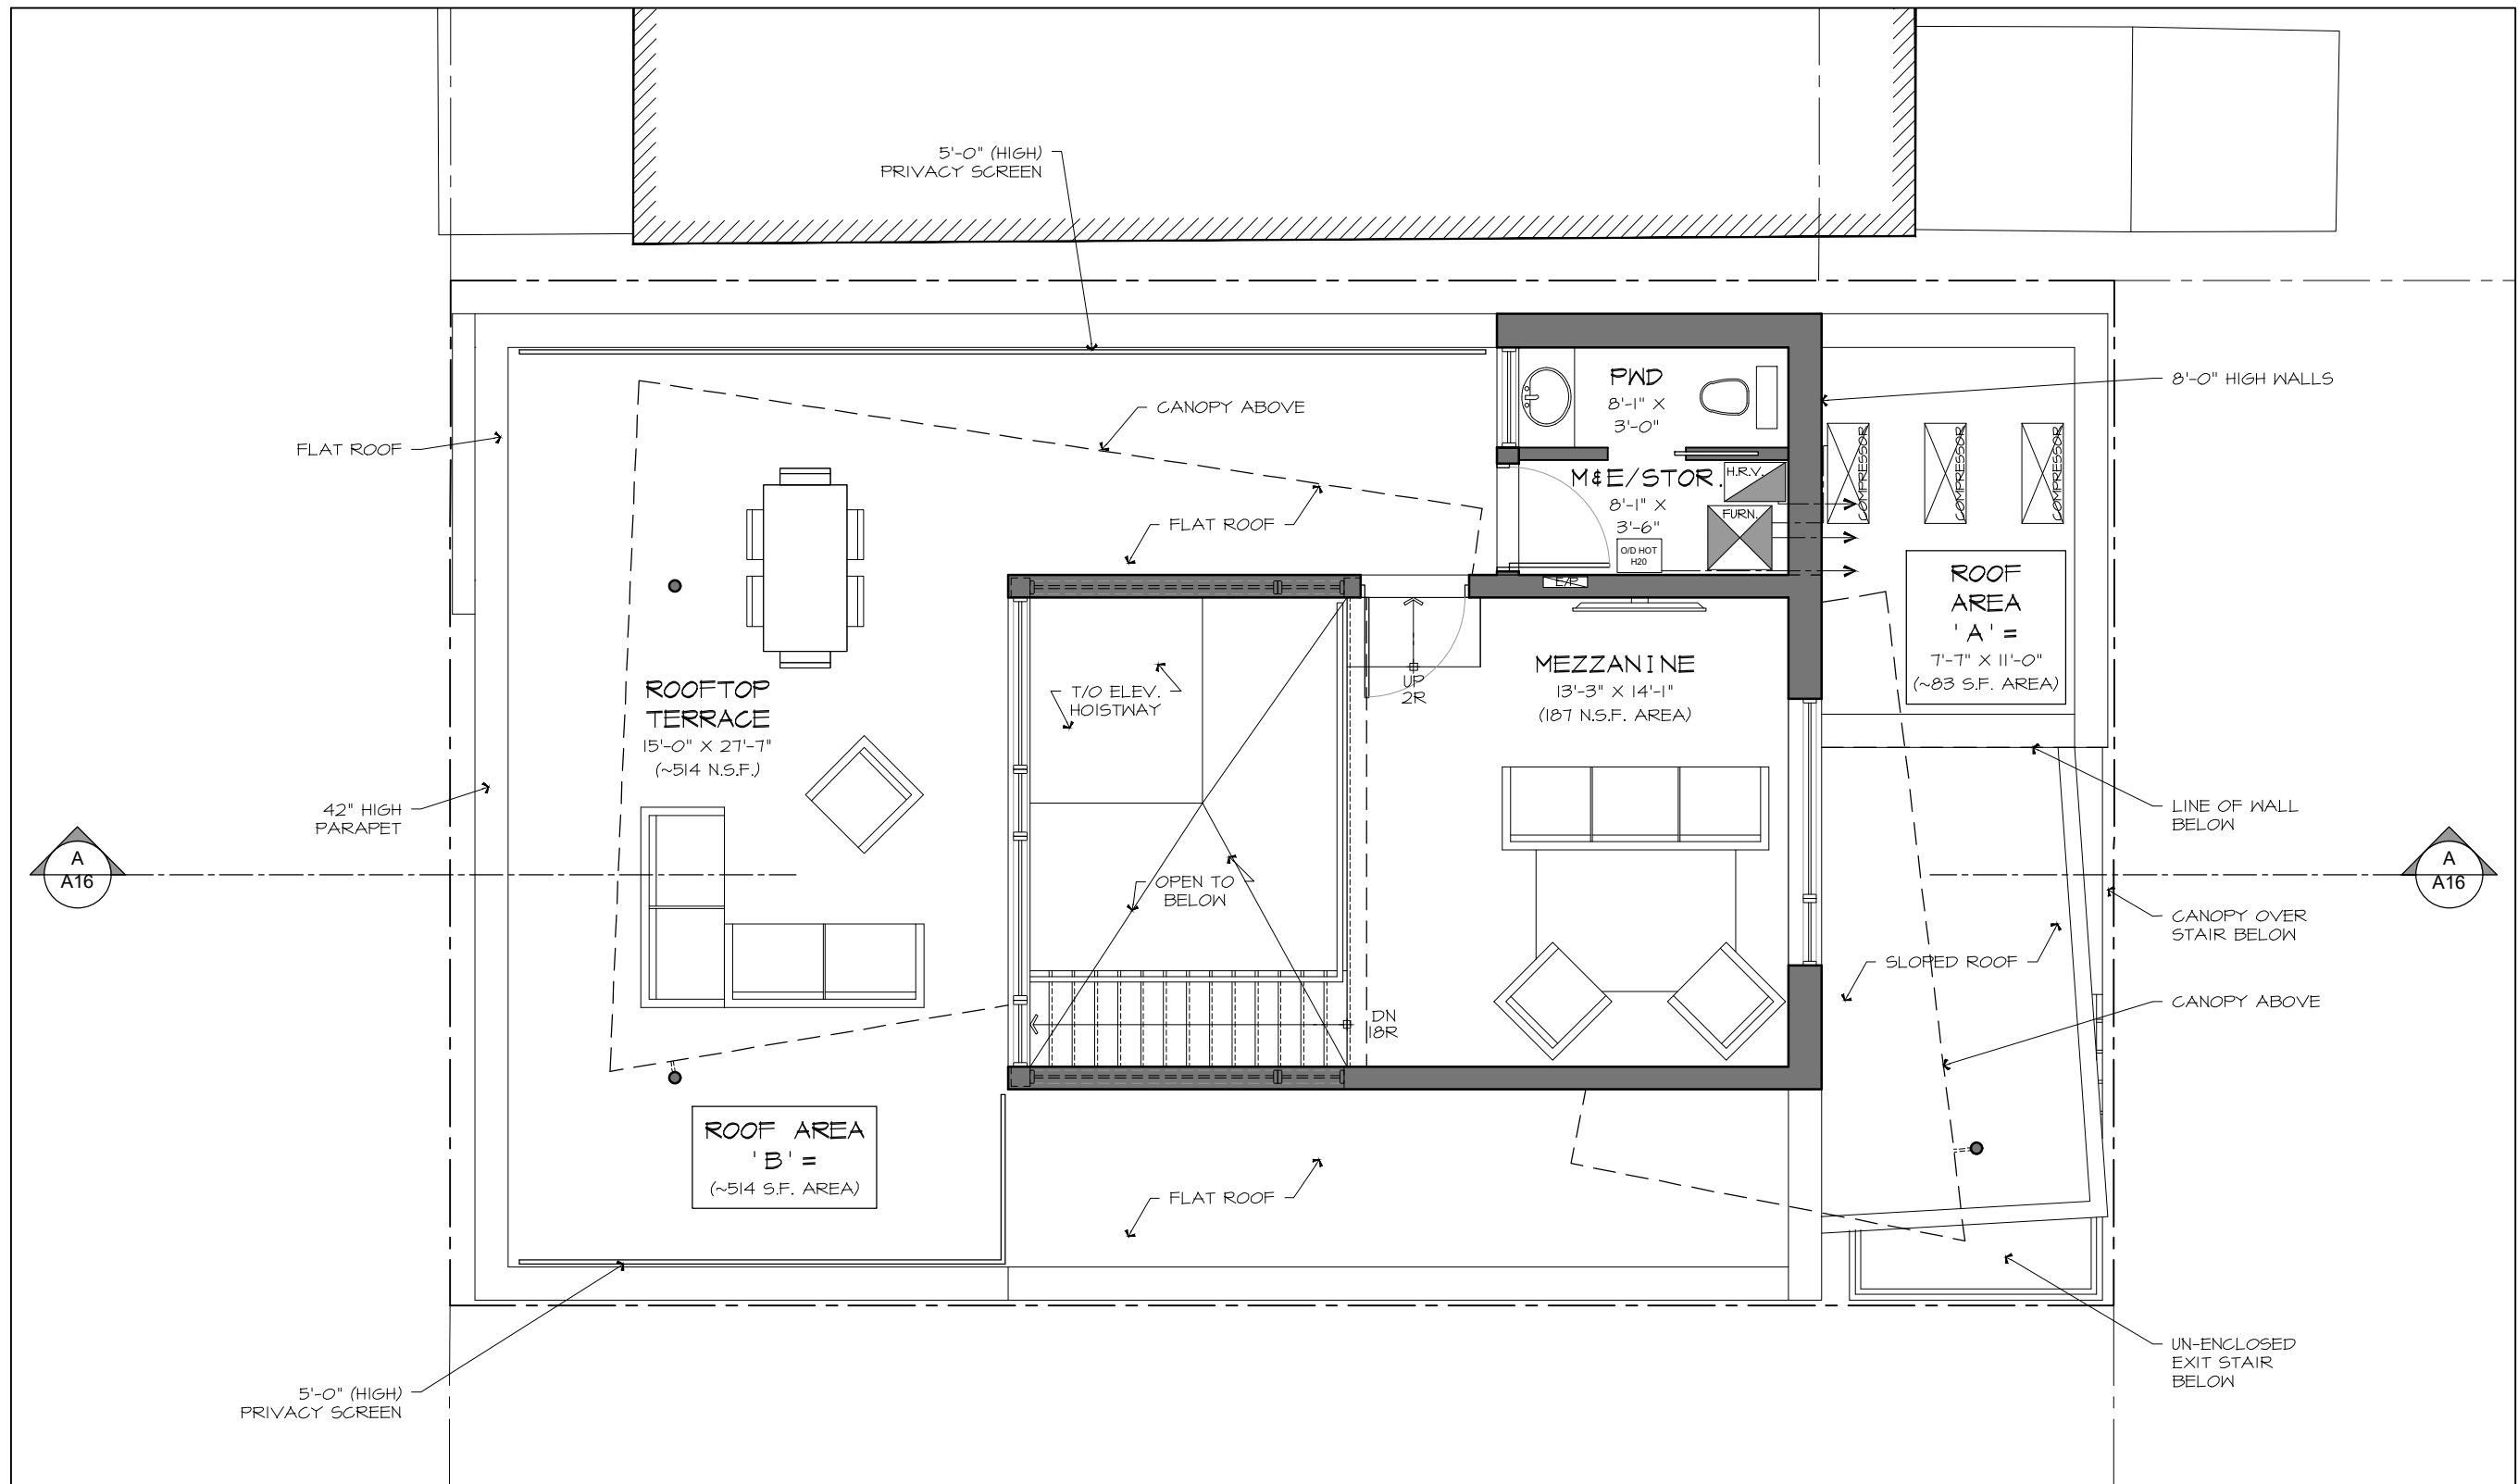 5'-0" (HIGH)
PRIVACY SCREEN
CANOPY ABOVE
FLAT ROOF
FLAT ROOF
PWD
8'-1" X
3'-0"
M&E/STOR.
8'-1" X
3'-6"
H.R.V.
FURN.
O/D HOT
H20
E/P
COMPRESSOR
COMPRESSOR
COMPRESSOR
8'-0" HIGH WALLS
ROOF
AREA
'A' =
7'-7" X 11'-0"
(~83 S.F. AREA)
ROOFTOP
TERRACE
15'-0" X 27'-7"
(~514 N.S.F.)
T/O ELEV.
HOISTWAY
UP
2R
MEZZANINE
13'-3" X 14'-1"
(187 N.S.F. AREA)
42" HIGH
PARAPET
LINE OF WALL
BELOW
A
A16
OPEN TO
BELOW
A
A16
CANOPY OVER
STAIR BELOW
SLOPED ROOF
CANOPY ABOVE
DN
18R
ROOF AREA
'B' =
(~514 S.F. AREA)
FLAT ROOF
5'-0" (HIGH)
PRIVACY SCREEN
UN-ENCLOSED
EXIT STAIR
BELOW